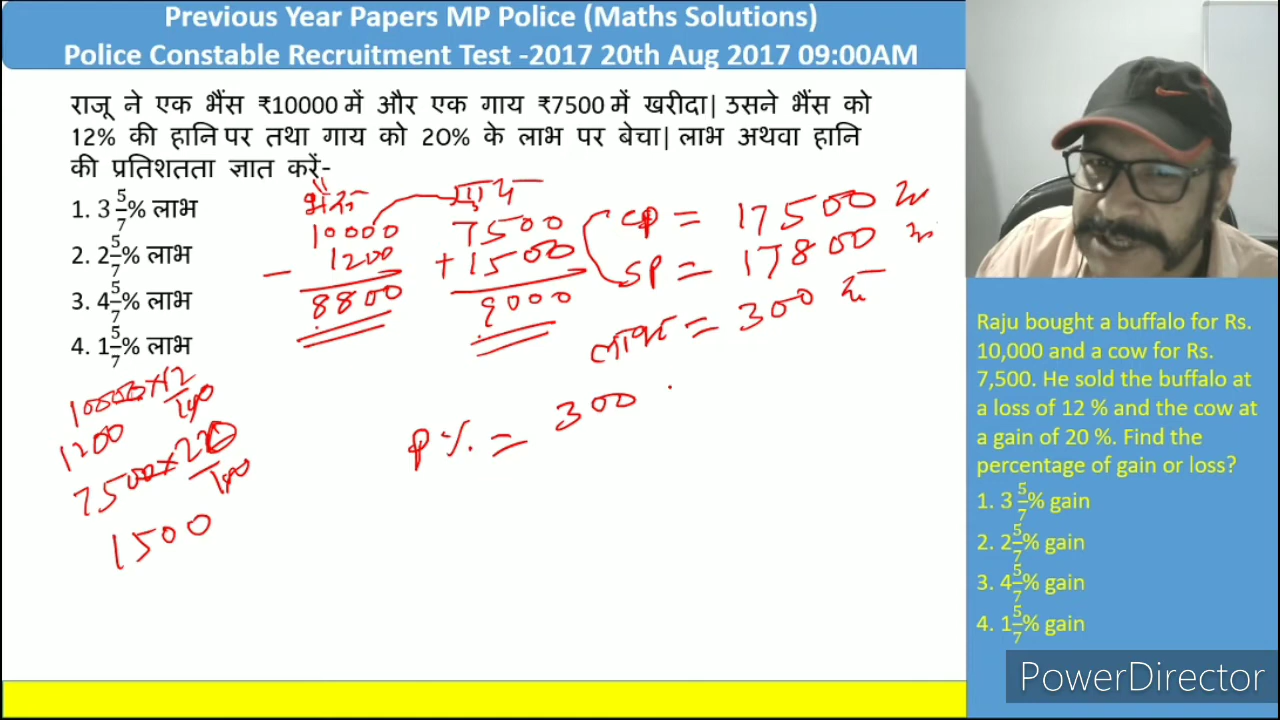 Previous Year Papers MP Police (Maths Solutions)
Police Constable Recruitment Test -2017 20th Aug 2017 09:00AM
राजू ने एक भैंस ₹10000 में और एक गाय ₹7500 में खरीदा| उसने भैंस को
12% की हानि पर तथा गाय को 20% के लाभ पर बेचा| लाभ अथवा हानि
की प्रतिशतता ज्ञात करें-
1. 3 5/7% लाभ
2. 2 5/7% लाभ
3. 4 5/7% लाभ
4. 1 5/7% लाभ
भैंस
10000
- 1200
8800
गाय
7500
+ 1500
9000
CP = 17500 रु
SP = 17800 रु
लाभ = 300 रु
P% = 300
10000×12/100
1200
7500×20/100
1500
Raju bought a buffalo for Rs.
10,000 and a cow for Rs.
7,500. He sold the buffalo at
a loss of 12 % and the cow at
a gain of 20 %. Find the
percentage of gain or loss?
1. 3 5/7% gain
2. 2 5/7% gain
3. 4 5/7% gain
4. 1 5/7% gain
PowerDirector